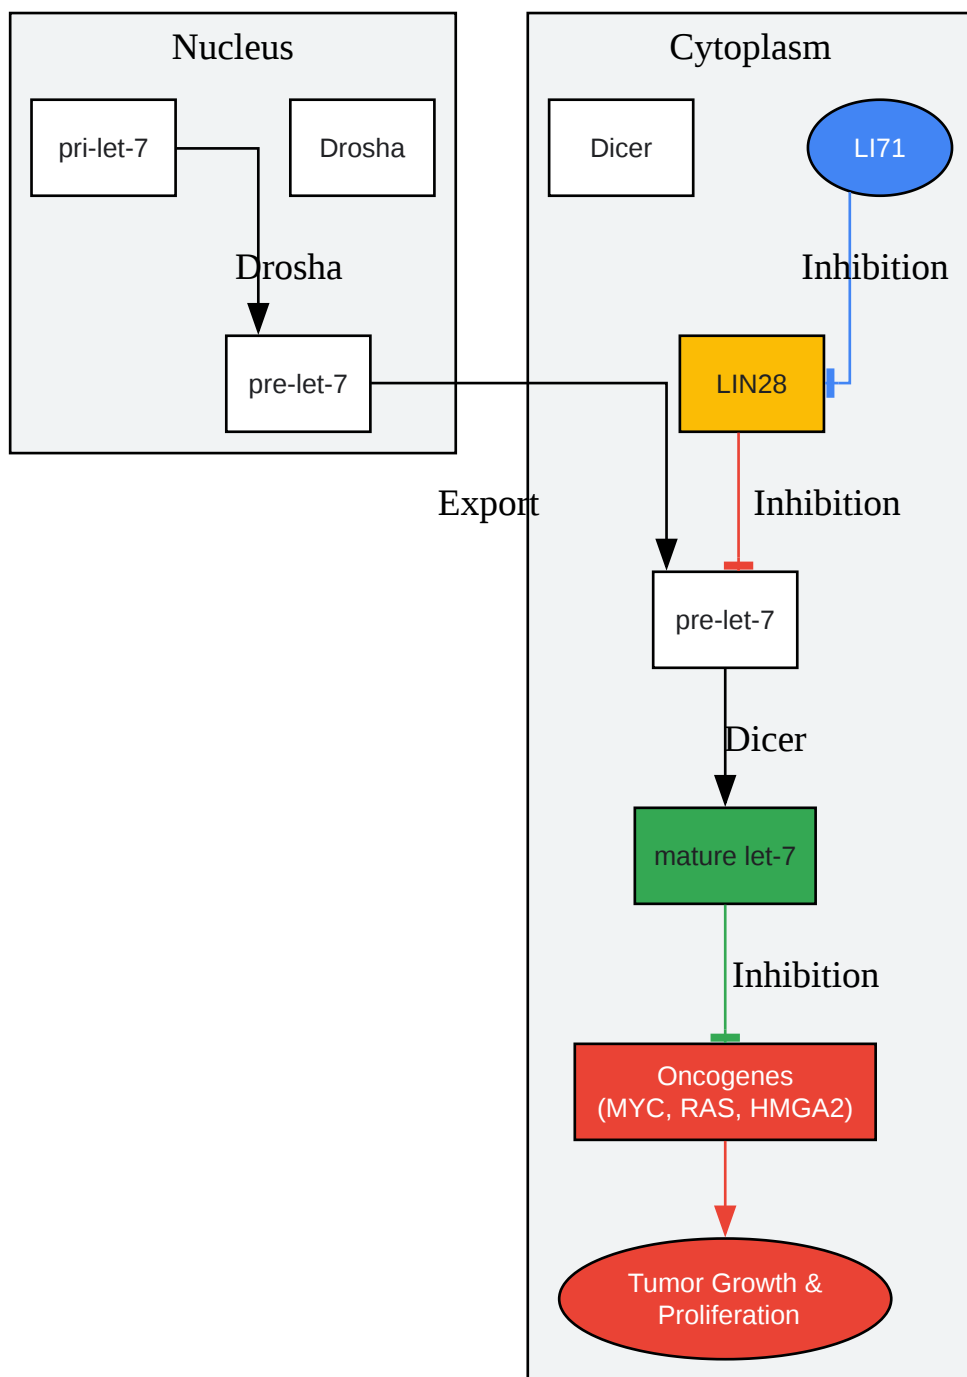 Nucleus
Cytoplasm
pri-let-7
Drosha
Dicer
LI71
Drosha
Inhibition
pre-let-7
LIN28
Export
Inhibition
pre-let-7
Dicer
mature let-7
Inhibition
Oncogenes
(MYC, RAS, HMGA2)
Tumor Growth &
Proliferation